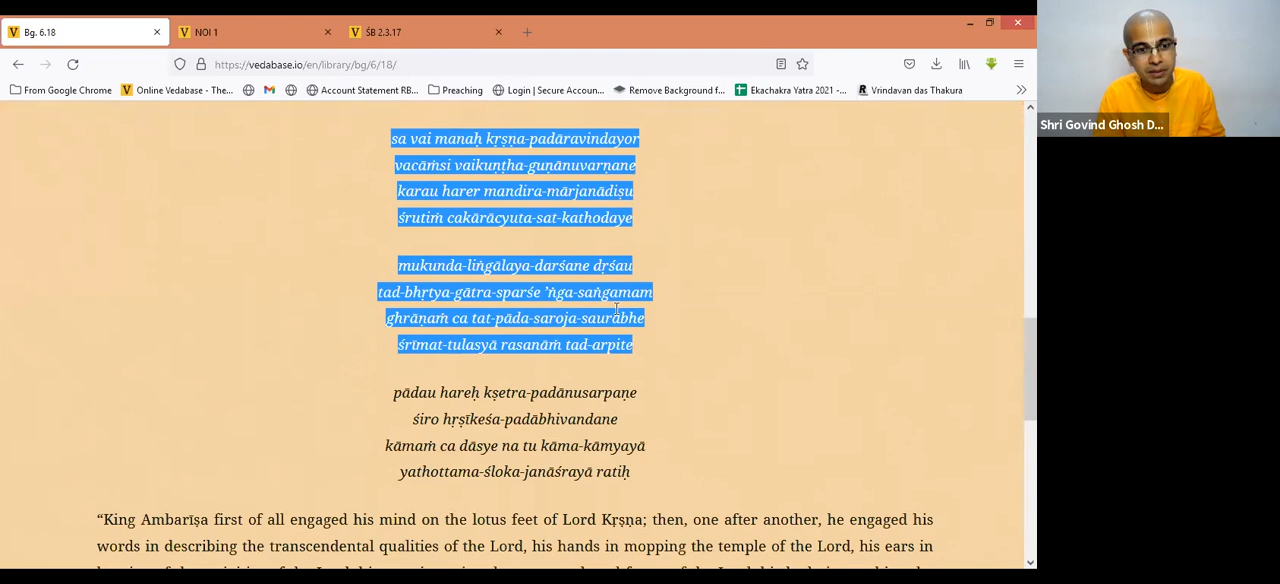 Bg. 6.18
NOI 1
ŚB 2.3.17
https://vedabase.io/en/library/bg/6/18/
From Google Chrome
Online Vedabase - The...
Account Statement RB...
Preaching
Login | Secure Accoun...
Remove Background f...
Ekachakra Yatra 2021 -...
Vrindavan das Thakura
Shri Govind Ghosh D...
sa vai manaḥ kṛṣṇa-padāravindayor
vacāṁsi vaikuṇṭha-guṇānuvarṇane
karau harer mandira-mārjanādiṣu
śrutiṁ cakārācyuta-sat-kathodaye
mukunda-liṅgālaya-darśane dṛśau
tad-bhṛtya-gātra-sparśe ’ṅga-saṅgamam
ghrāṇaṁ ca tat-pāda-saroja-saurabhe
śrīmat-tulasyā rasanāṁ tad-arpite
pādau hareḥ kṣetra-padānusarpaṇe
śiro hṛṣīkeśa-padābhivandane
kāmaṁ ca dāsye na tu kāma-kāmyayā
yathottama-śloka-janāśrayā ratiḥ
“King Ambarīṣa first of all engaged his mind on the lotus feet of Lord Kṛṣṇa; then, one after another, he engaged his
words in describing the transcendental qualities of the Lord, his hands in mopping the temple of the Lord, his ears in